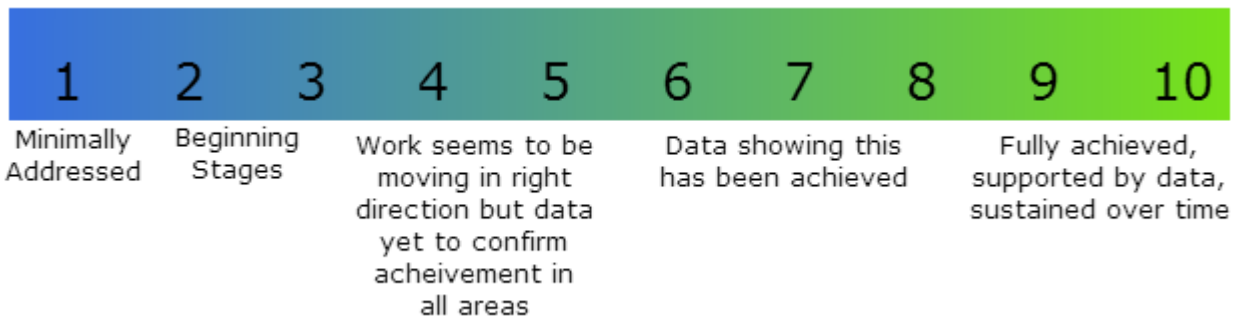 1 2 3 4 5 6 7 8 9 10
Minimally
Addressed
Beginning
Stages
Work seems to be
moving in right
direction but data
yet to confirm
acheivement in
all areas
Data showing this
has been achieved
Fully achieved,
supported by data,
sustained over time